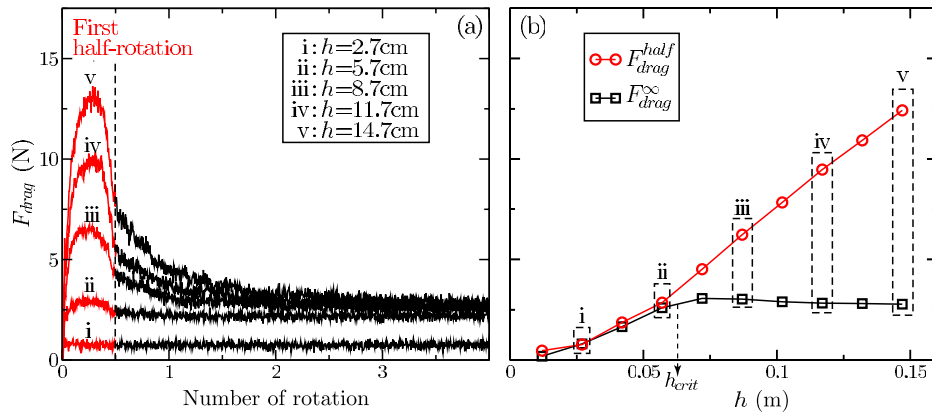 (a)
First
half-rotation
i: h=2.7cm
ii: h=5.7cm
iii: h=8.7cm
iv: h=11.7cm
v: h=14.7cm
v
iv
iii
ii
i
15
10
5
0
F_drag (N)
0 1 2 3
Number of rotation
(b)
F_drag^half
F_drag^∞
i
ii
iii
iv
v
h_crit
0 0.05 0.1 0.15
h (m)